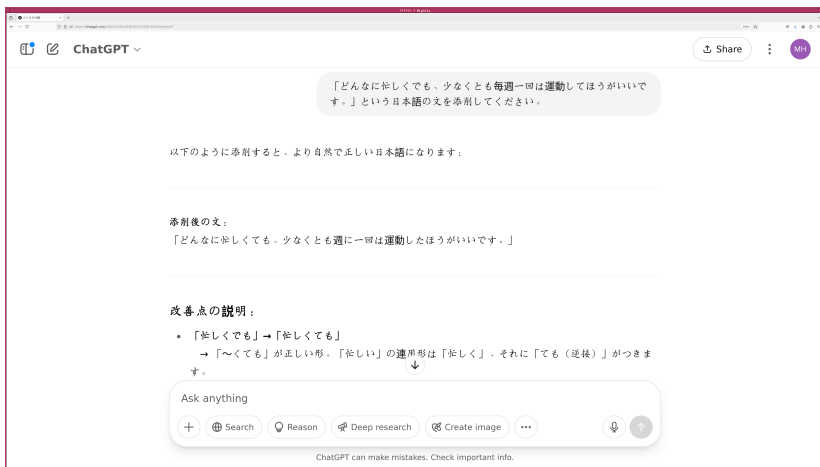 ChatGPT
Share
MH
「どんなに忙しくでも、少なくとも毎週一回は運動してほうがいいで
す。」という日本語の文を添削してください。
以下のように添削すると、より自然で正しい日本語になります：
添削後の文：
「どんなに忙しくても、少なくとも週に一回は運動したほうがいいです。」
改善点の説明：
• 「忙しくでも」→「忙しくても」
→ 「〜くても」が正しい形。「忙しい」の連用形は「忙しく」、それに「ても（逆接）」がつきま
す。
Ask anything
Search
Reason
Deep research
Create image
ChatGPT can make mistakes. Check important info.